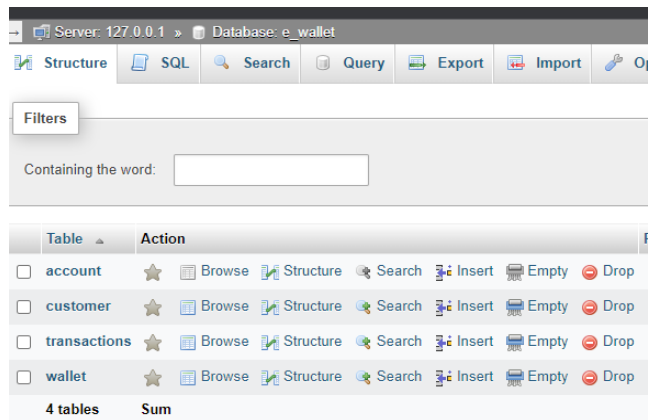 Server: 127.0.0.1 » Database: e_wallet
Structure SQL Search Query Export Import
Filters
Containing the word:
Table Action
account Browse Structure Search Insert Empty Drop
customer Browse Structure Search Insert Empty Drop
transactions Browse Structure Search Insert Empty Drop
wallet Browse Structure Search Insert Empty Drop
4 tables Sum